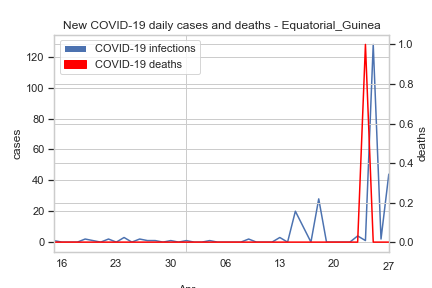 New COVID-19 daily cases and deaths - Equatorial_Guinea
COVID-19 infections
COVID-19 deaths
cases
120
100
80
60
40
20
0
deaths
1.0
0.8
0.6
0.4
0.2
0.0
16 23 30 06 13 20 27